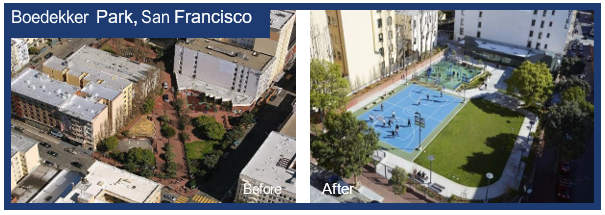 Boedekker Park, San Francisco
Before
After